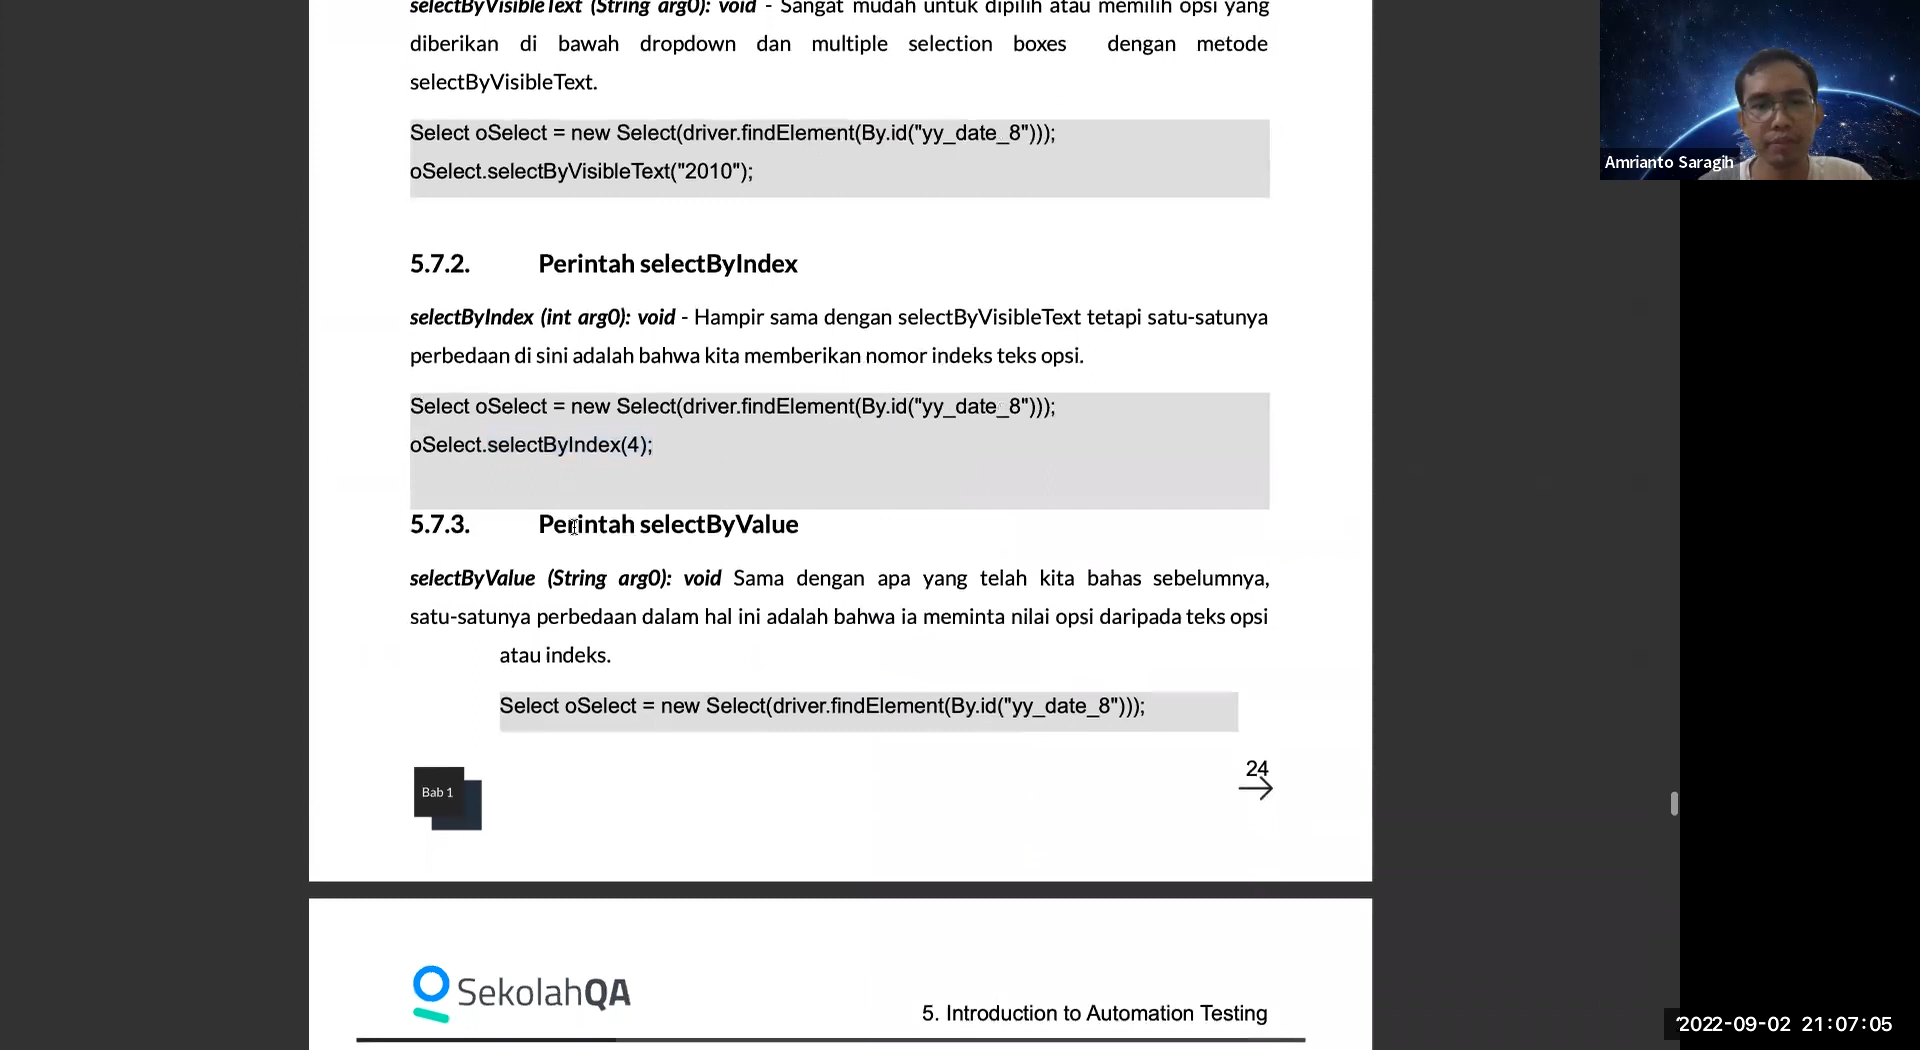 selectByVisibleText (String arg0): void - Sangat mudah untuk dipilih atau memilih opsi yang
diberikan di bawah dropdown dan multiple selection boxes dengan metode
selectByVisibleText.
Select oSelect = new Select(driver.findElement(By.id("yy_date_8")));
oSelect.selectByVisibleText("2010");
5.7.2. Perintah selectByIndex
selectByIndex (int arg0): void - Hampir sama dengan selectByVisibleText tetapi satu-satunya
perbedaan di sini adalah bahwa kita memberikan nomor indeks teks opsi.
Select oSelect = new Select(driver.findElement(By.id("yy_date_8")));
oSelect.selectByIndex(4);
5.7.3. Perintah selectByValue
selectByValue (String arg0): void Sama dengan apa yang telah kita bahas sebelumnya,
satu-satunya perbedaan dalam hal ini adalah bahwa ia meminta nilai opsi daripada teks opsi
atau indeks.
Select oSelect = new Select(driver.findElement(By.id("yy_date_8")));
24
Bab 1
SekolahQA
5. Introduction to Automation Testing
Amrianto Saragih
2022-09-02 21:07:05